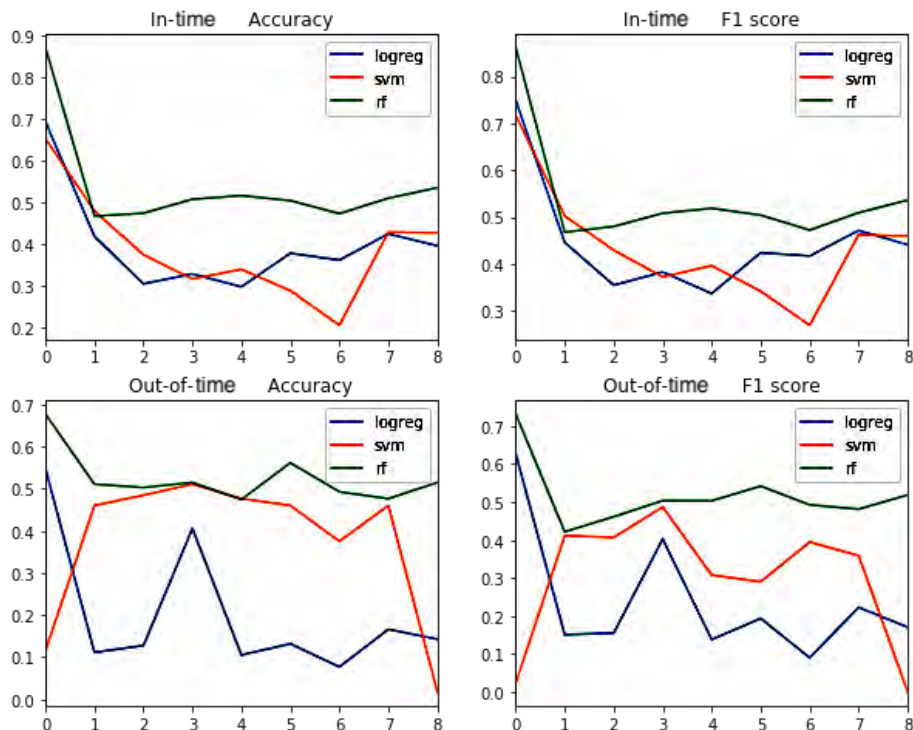 In-time Accuracy
0.9
0.8
0.7
0.6
0.5
0.4
0.3
0.2
0 1 2 3 4 5 6 7 8
logreg
svm
rf
In-time F1 score
0.8
0.7
0.6
0.5
0.4
0.3
0 1 2 3 4 5 6 7 8
logreg
svm
rf
Out-of-time Accuracy
0.7
0.6
0.5
0.4
0.3
0.2
0.1
0.0
0 1 2 3 4 5 6 7 8
logreg
svm
rf
Out-of-time F1 score
0.7
0.6
0.5
0.4
0.3
0.2
0.1
0.0
0 1 2 3 4 5 6 7 8
logreg
svm
rf